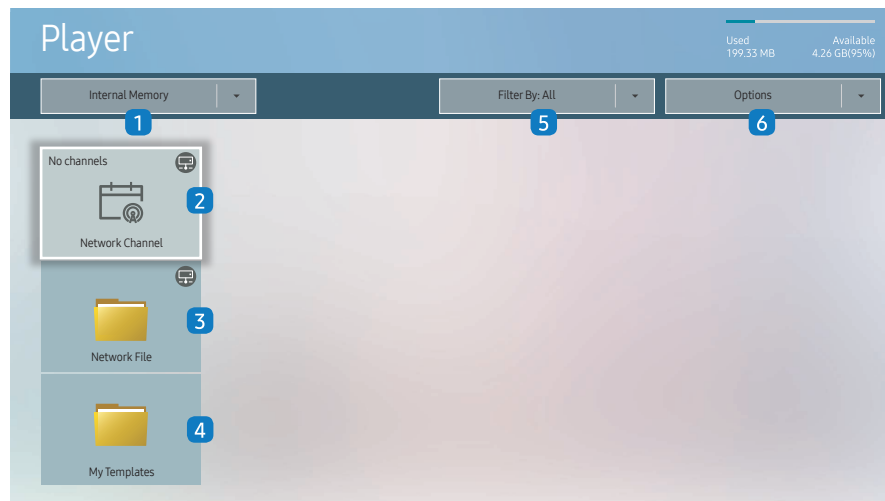 Player
Used
199.33 MB
Available
4.26 GB(95%)
Internal Memory
1
Filter By: All
5
Options
6
No channels
2
Network Channel
3
Network File
4
My Templates